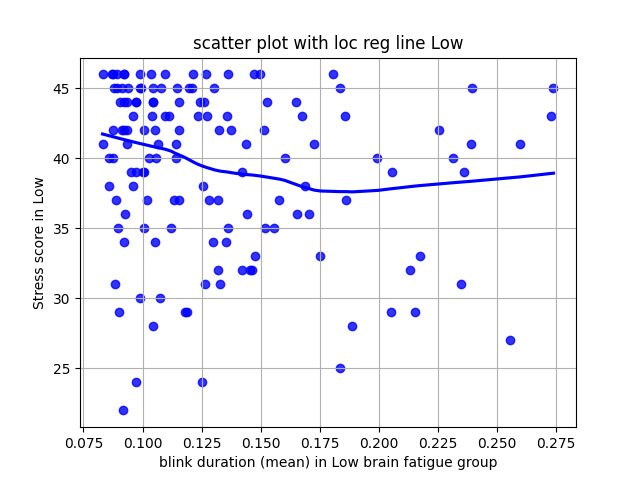 scatter plot with loc reg line Low
Stress score in Low
45
40
35
30
25
0.075 0.100 0.125 0.150 0.175 0.200 0.225 0.250 0.275
blink duration (mean) in Low brain fatigue group